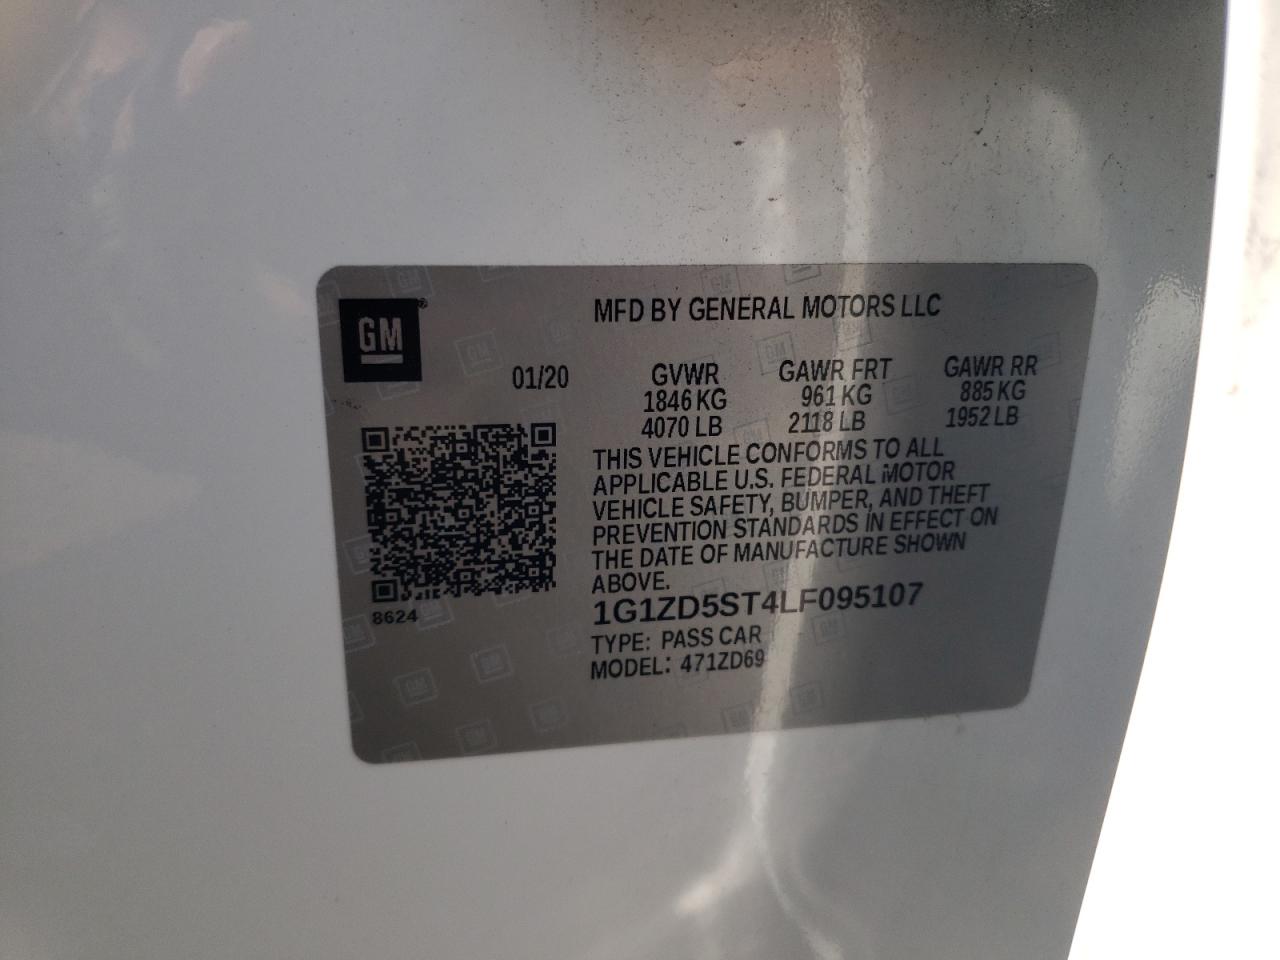 GM®
MFD BY GENERAL MOTORS LLC
01/20
GVWR GAWR FRT GAWR RR
1846 KG 961 KG 885 KG
4070 LB 2118 LB 1952 LB
THIS VEHICLE CONFORMS TO ALL
APPLICABLE U.S. FEDERAL MOTOR
VEHICLE SAFETY, BUMPER, AND THEFT
PREVENTION STANDARDS IN EFFECT ON
THE DATE OF MANUFACTURE SHOWN
ABOVE.
8624
1G1ZD5ST4LF095107
TYPE: PASS CAR
MODEL: 471ZD69